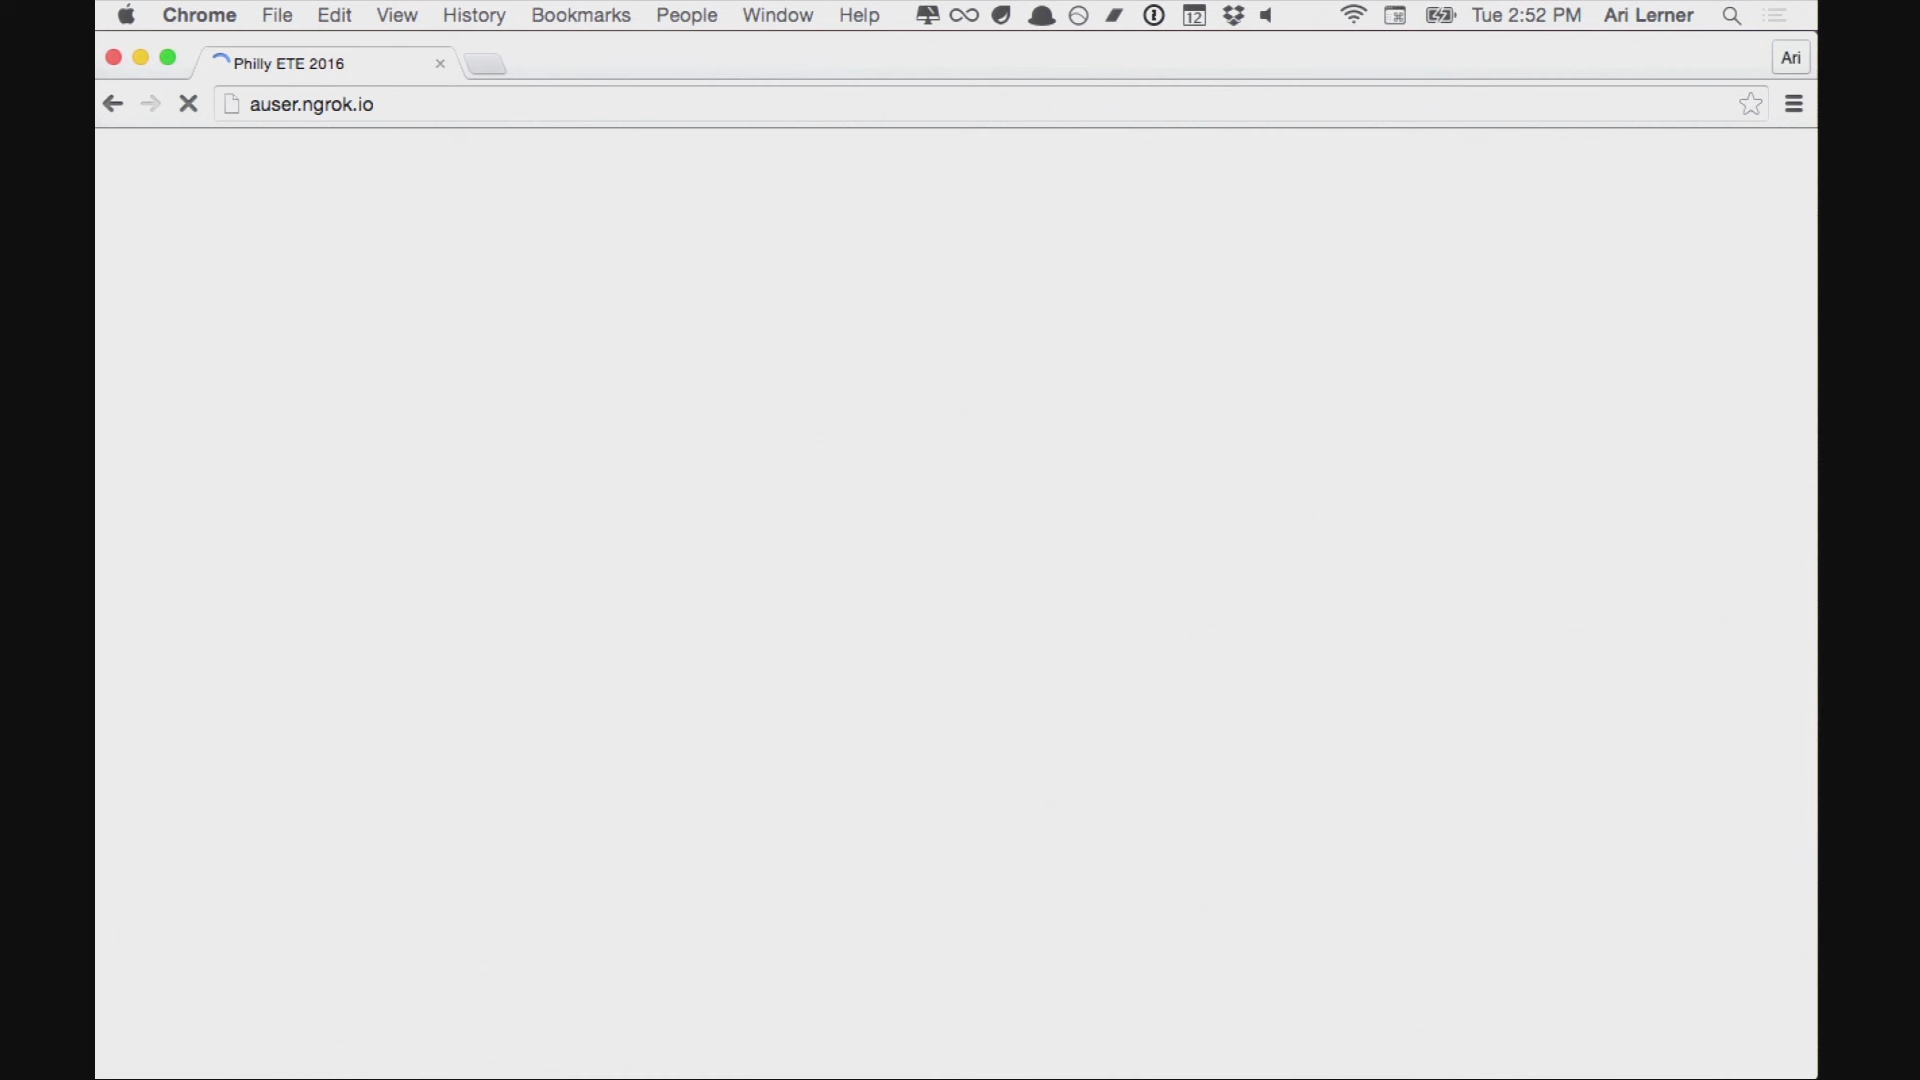 Chrome File Edit View History Bookmarks People Window Help 12 Tue 2:52 PM Ari Lerner
Philly ETE 2016 Ari
auser.ngrok.io